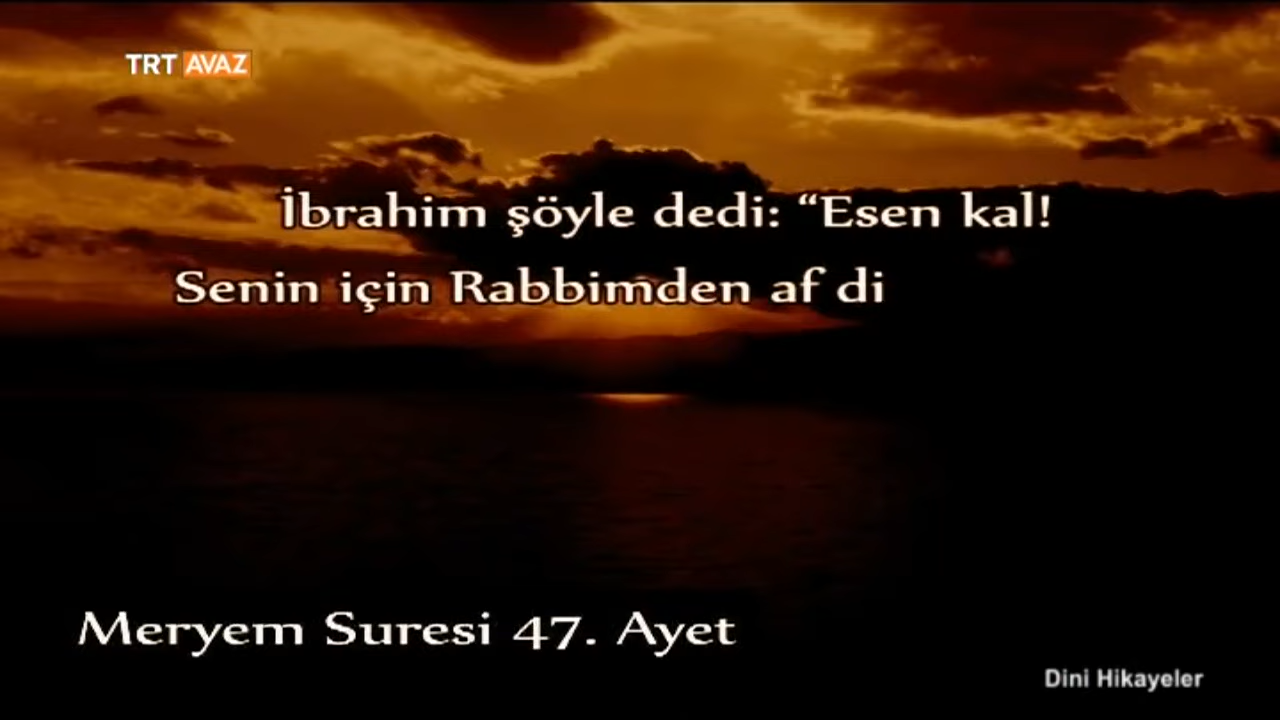 TRT AVAZ
İbrahim şöyle dedi: “Esen kal!
Senin için Rabbimden af di
Meryem Suresi 47. Ayet
Dini Hikayeler